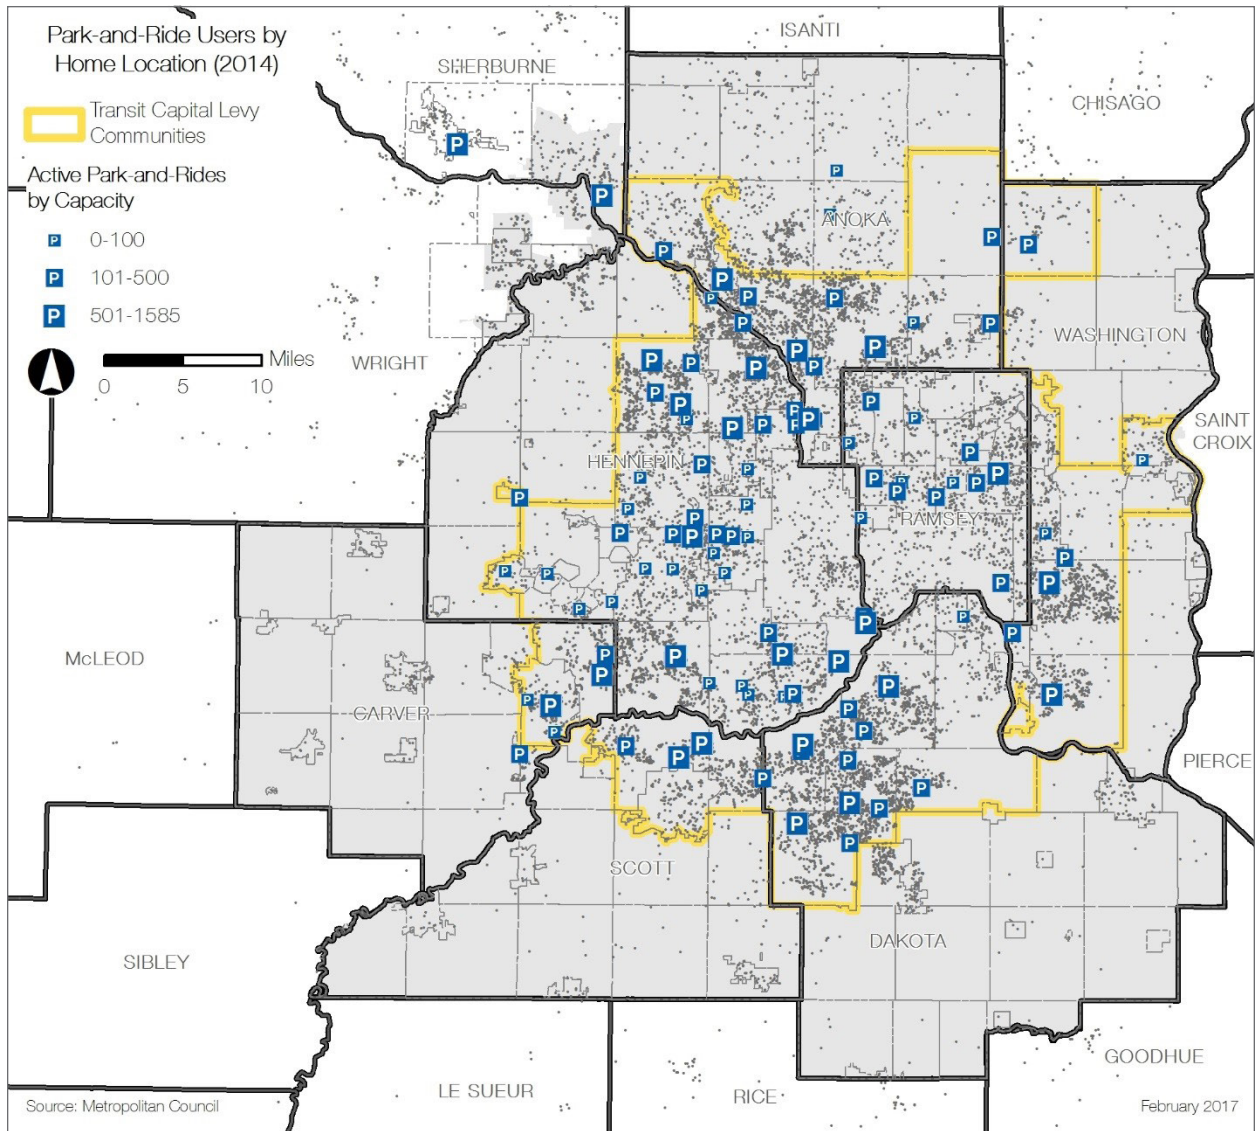 Park-and-Ride Users by
Home Location (2014)
Transit Capital Levy
Communities
Active Park-and-Rides
by Capacity
P 0-100
P 101-500
P 501-1585
Miles
0 5 10
ISANTI
SHERBURNE
CHISAGO
ANOKA
WASHINGTON
WRIGHT
SAINT
CROIX
HENNEPIN
RAMSEY
McLEOD
CARVER
PIERCE
SCOTT
DAKOTA
SIBLEY
GOODHUE
LE SUEUR
RICE
Source: Metropolitan Council
February 2017